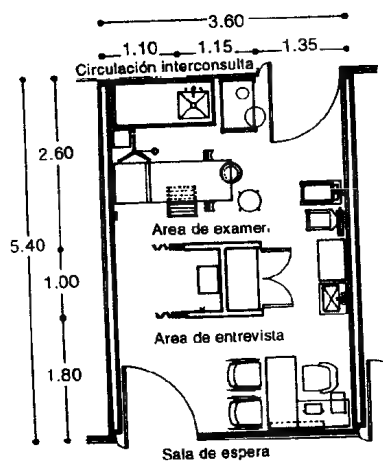 3.60
1.10 1.15 1.35
Circulación interconsulta
2.60
5.40
Area de examen
1.00
Area de entrevista
1.80
Sala de espera